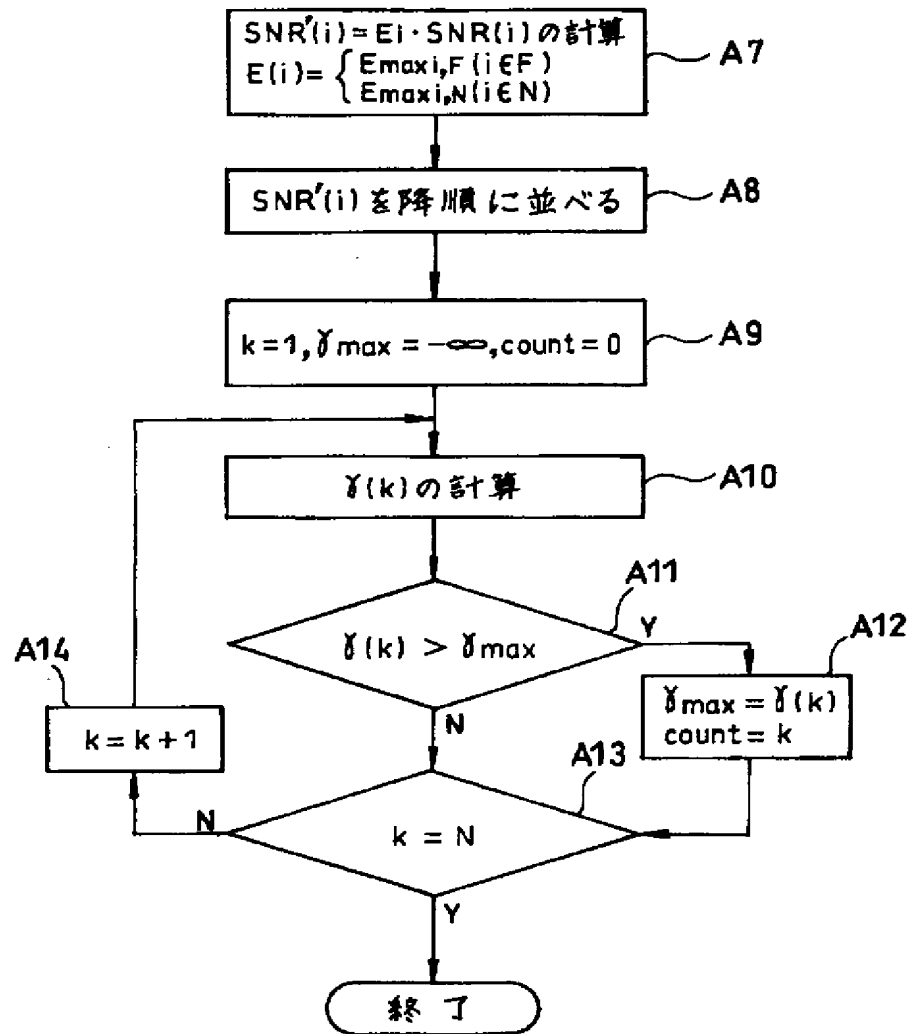 SNR'(i)=Ei・SNR(i)の計算
E(i)={Emaxi,F(i∈F)
Emaxi,N(i∈N)
A7
SNR'(i)を降順に並べる
A8
k=1,γmax=-∞,count=0
A9
γ(k)の計算
A10
A11
γ(k)>γmax
Y
A12
γmax=γ(k)
count=k
N
A14
k=k+1
A13
N
k=N
Y
終了